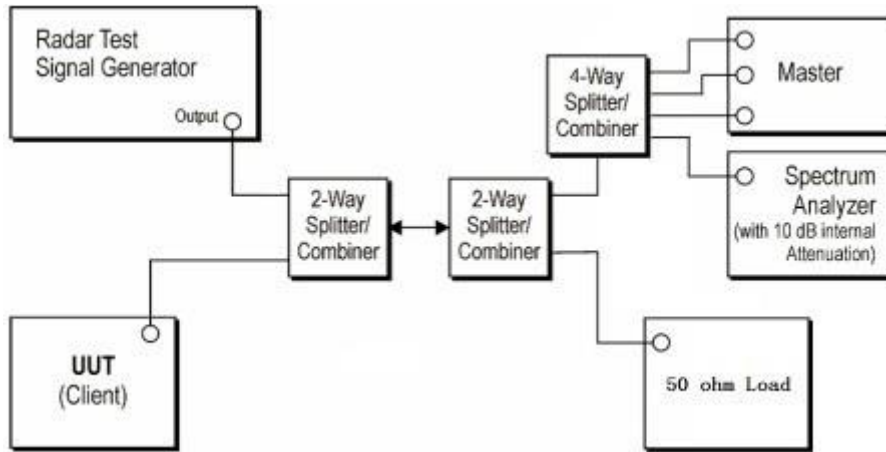 Radar Test
Signal Generator
Output
4-Way
Splitter/
Combiner
Master
Spectrum
Analyzer
(with 10 dB internal
Attenuation)
2-Way
Splitter/
Combiner
2-Way
Splitter/
Combiner
UUT
(Client)
50 ohm Load